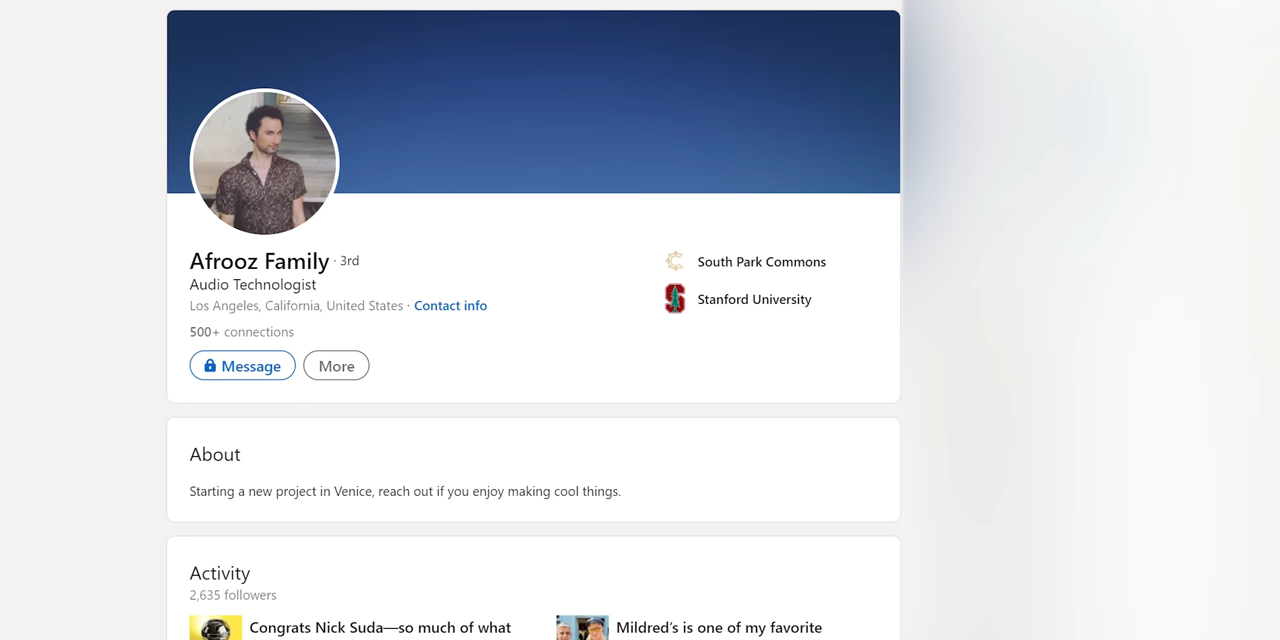 Afrooz Family · 3rd
Audio Technologist
Los Angeles, California, United States · Contact info
500+ connections
Message
More
South Park Commons
Stanford University
About
Starting a new project in Venice, reach out if you enjoy making cool things.
Activity
2,635 followers
Congrats Nick Suda—so much of what
Mildred's is one of my favorite